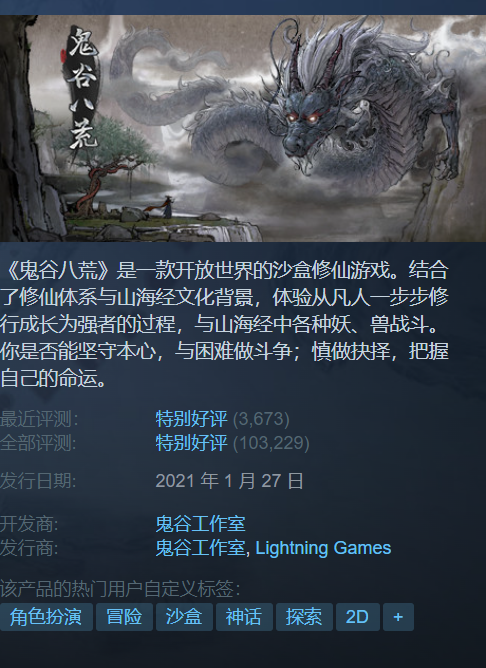 鬼谷八荒
《鬼谷八荒》是一款开放世界的沙盒修仙游戏。结合
了修仙体系与山海经文化背景，体验从凡人一步步修
行成长为强者的过程，与山海经中各种妖、兽战斗。
你是否能坚守本心，与困难做斗争；慎做抉择，把握
自己的命运。
最近评测： 特别好评 (3,673)
全部评测: 特别好评 (103,229)
发行日期: 2021 年 1 月 27 日
开发商: 鬼谷工作室
发行商: 鬼谷工作室, Lightning Games
该产品的热门用户自定义标签：
角色扮演 冒险 沙盒 神话 探索 2D +